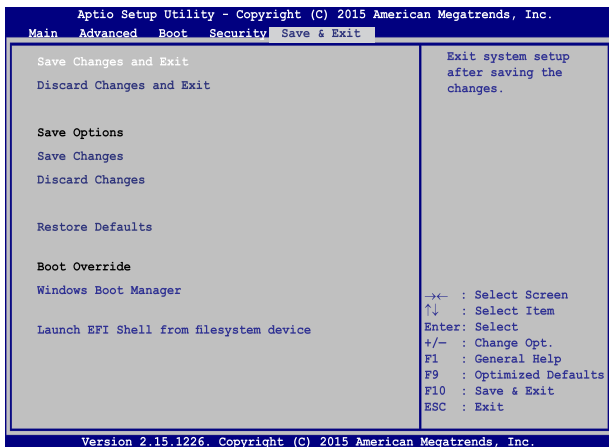 Aptio Setup Utility - Copyright (C) 2015 American Megatrends, Inc.
Main Advanced Boot Security Save & Exit
Save Changes and Exit
Discard Changes and Exit
Save Options
Save Changes
Discard Changes
Restore Defaults
Boot Override
Windows Boot Manager
Launch EFI Shell from filesystem device
Exit system setup
after saving the
changes.
→← : Select Screen
↑↓ : Select Item
Enter: Select
+/— : Change Opt.
F1 : General Help
F9 : Optimized Defaults
F10 : Save & Exit
ESC : Exit
Version 2.15.1226. Copyright (C) 2015 American Megatrends, Inc.